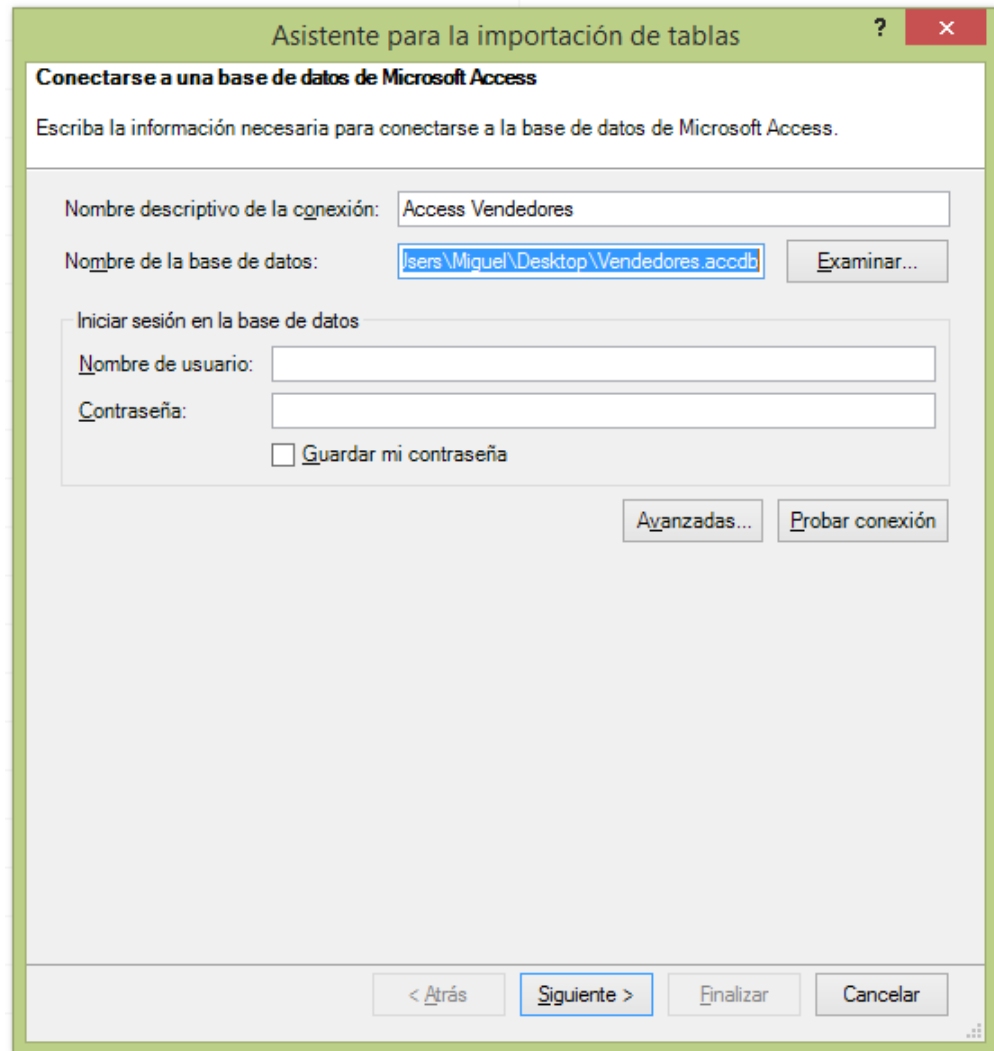 Asistente para la importación de tablas
?
Conectarse a una base de datos de Microsoft Access
Escriba la información necesaria para conectarse a la base de datos de Microsoft Access.
Nombre descriptivo de la conexión: Access Vendedores
Nombre de la base de datos: Jsers\Miguel\Desktop\Vendedores.accdb Examinar...
Iniciar sesión en la base de datos
Nombre de usuario:
Contraseña:
Guardar mi contraseña
Avanzadas... Probar conexión
< Atrás Siguiente > Finalizar Cancelar